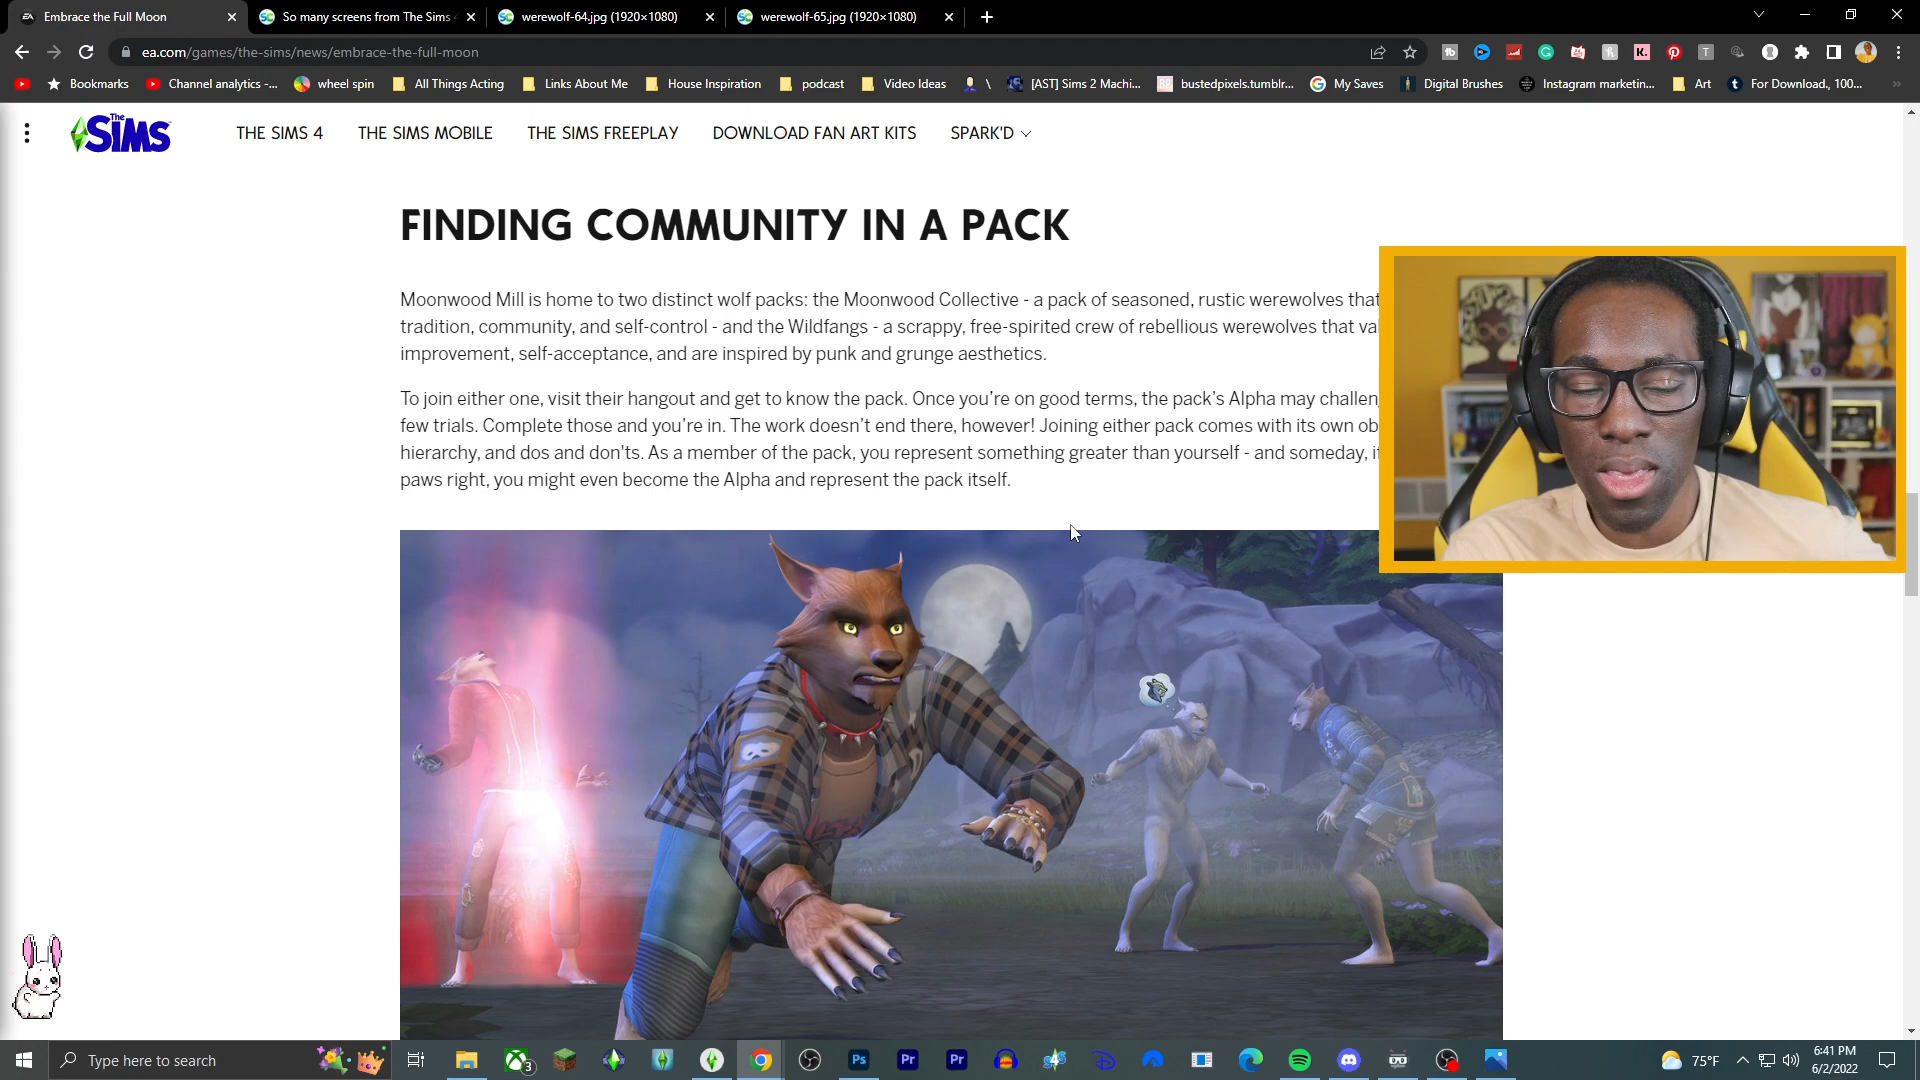 Embrace the Full Moon
So many screens from The Sims
werewolf-64.jpg (1920×1080)
werewolf-65.jpg (1920×1080)
ea.com/games/the-sims/news/embrace-the-full-moon
Bookmarks
Channel analytics -...
wheel spin
All Things Acting
Links About Me
House Inspiration
podcast
Video Ideas
\
[AST] Sims 2 Machi...
bustedpixels.tumblr...
My Saves
Digital Brushes
Instagram marketin...
Art
For Download., 100...
The SiMS
THE SIMS 4
THE SIMS MOBILE
THE SIMS FREEPLAY
DOWNLOAD FAN ART KITS
SPARK'D
FINDING COMMUNITY IN A PACK
Moonwood Mill is home to two distinct wolf packs: the Moonwood Collective - a pack of seasoned, rustic werewolves that
tradition, community, and self-control - and the Wildfangs - a scrappy, free-spirited crew of rebellious werewolves that val
improvement, self-acceptance, and are inspired by punk and grunge aesthetics.
To join either one, visit their hangout and get to know the pack. Once you're on good terms, the pack's Alpha may challen
few trials. Complete those and you're in. The work doesn't end there, however! Joining either pack comes with its own ob
hierarchy, and dos and don'ts. As a member of the pack, you represent something greater than yourself - and someday, if
paws right, you might even become the Alpha and represent the pack itself.
Type here to search
3
Ps
Pr
Pr
75°F
6:41 PM
6/2/2022